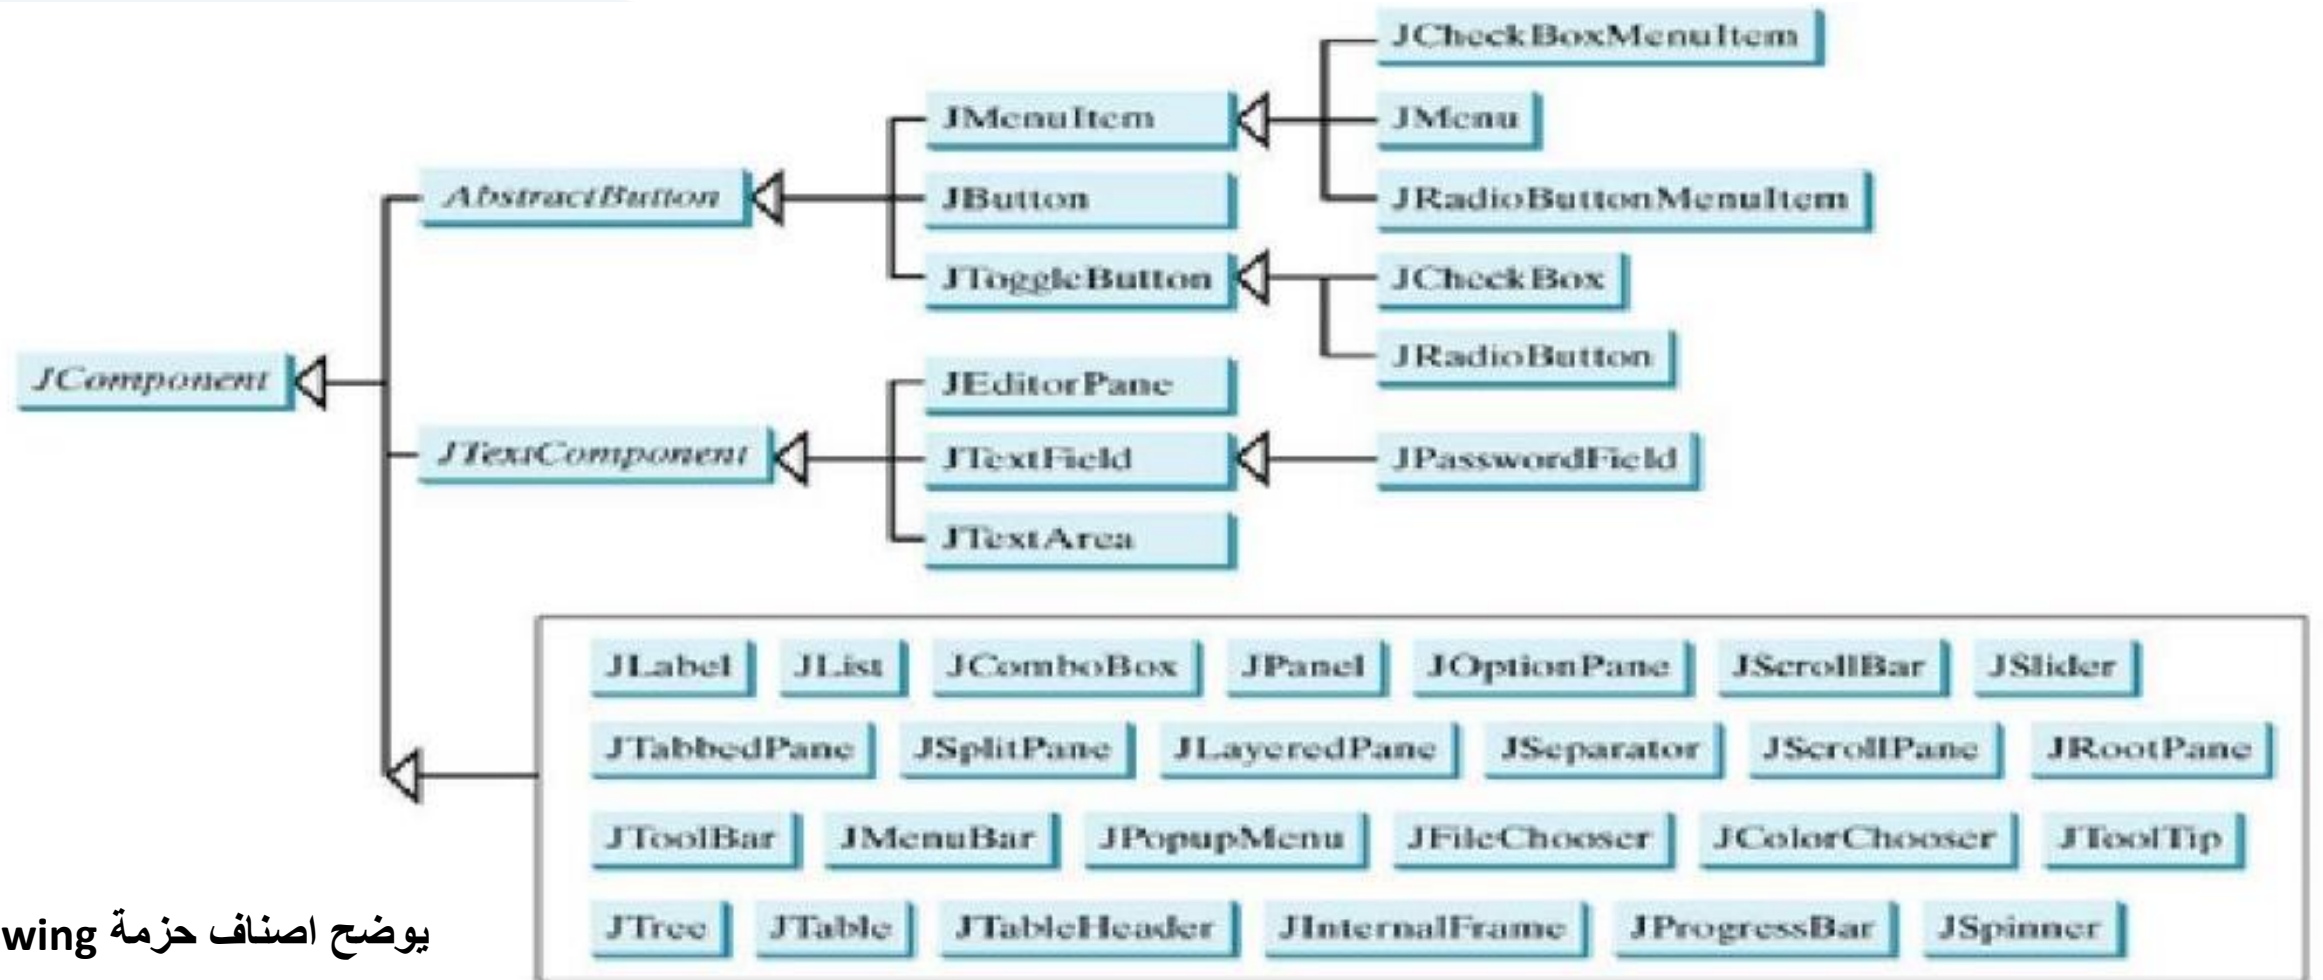 JCheckBoxMenuItem
JMenuItem
JMenu
AbstractButton
JButton
JRadioButtonMenuItem
JToggleButton
JCheckBox
JRadioButton
JComponent
JEditorPane
JTextComponent
JTextField
JPasswordField
JTextArea
JLabel JList JComboBox JPanel JOptionPane JScrollBar JSlider
JTabbedPane JSplitPane JLayeredPane JSeparator JScrollPane JRootPane
JToolBar JMenuBar JPopupMenu JFileChooser JColorChooser JToolTip
JTree JTable JTableHeader JInternalFrame JProgressBar JSpinner
يوضح اصناف حزمة wing